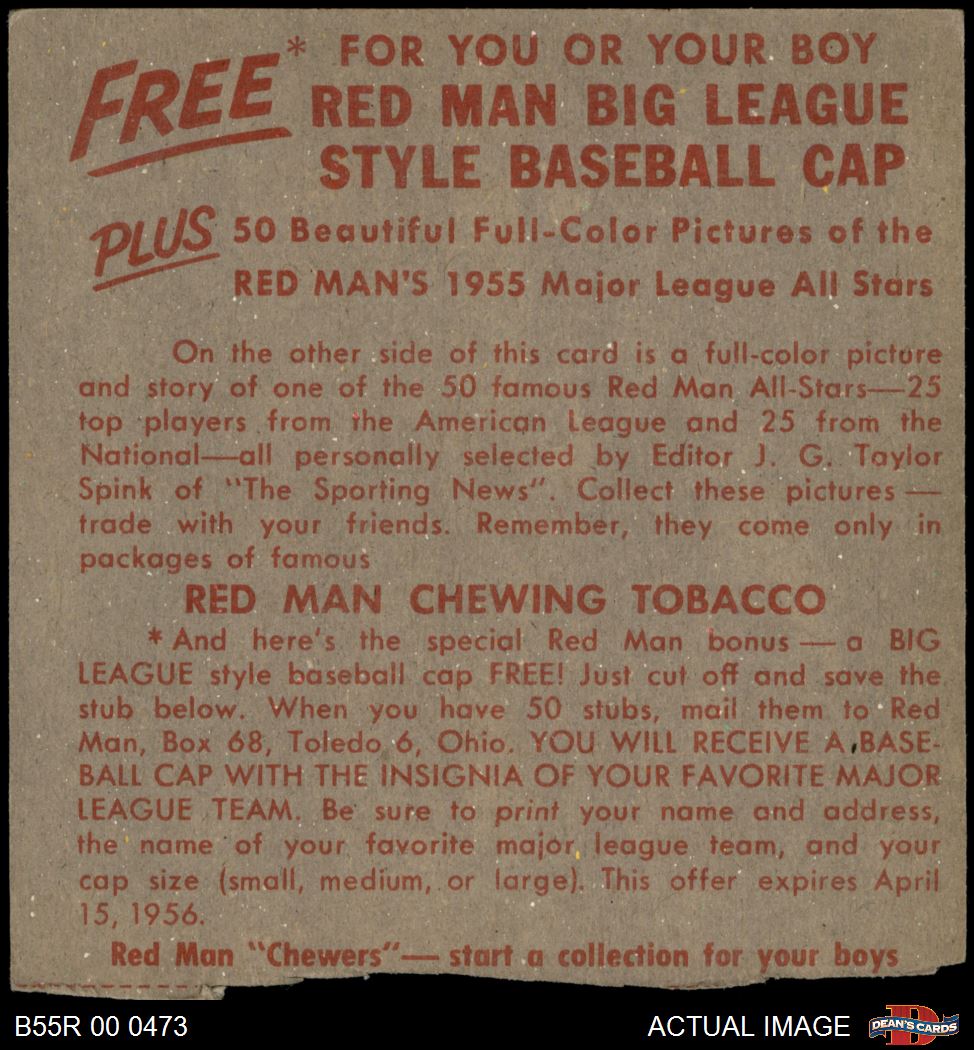 FREE* FOR YOU OR YOUR BOY
RED MAN BIG LEAGUE
STYLE BASEBALL CAP
PLUS 50 Beautiful Full-Color Pictures of the
RED MAN'S 1955 Major League All Stars
On the other side of this card is a full-color picture
and story of one of the 50 famous Red Man All-Stars—25
top players from the American League and 25 from the
National—all personally selected by Editor J. G. Taylor
Spink of "The Sporting News". Collect these pictures —
trade with your friends. Remember, they come only in
packages of famous
RED MAN CHEWING TOBACCO
* And here's the special Red Man bonus — a BIG
LEAGUE style baseball cap FREE! Just cut off and save the
stub below. When you have 50 stubs, mail them to Red
Man, Box 68, Toledo 6, Ohio. YOU WILL RECEIVE A BASE-
BALL CAP WITH THE INSIGNIA OF YOUR FAVORITE MAJOR
LEAGUE TEAM. Be sure to print your name and address,
the name of your favorite major league team, and your
cap size (small, medium, or large). This offer expires April
15, 1956.
Red Man "Chewers" — start a collection for your boys
B55R 00 0473
ACTUAL IMAGE
DEAN'S CARDS